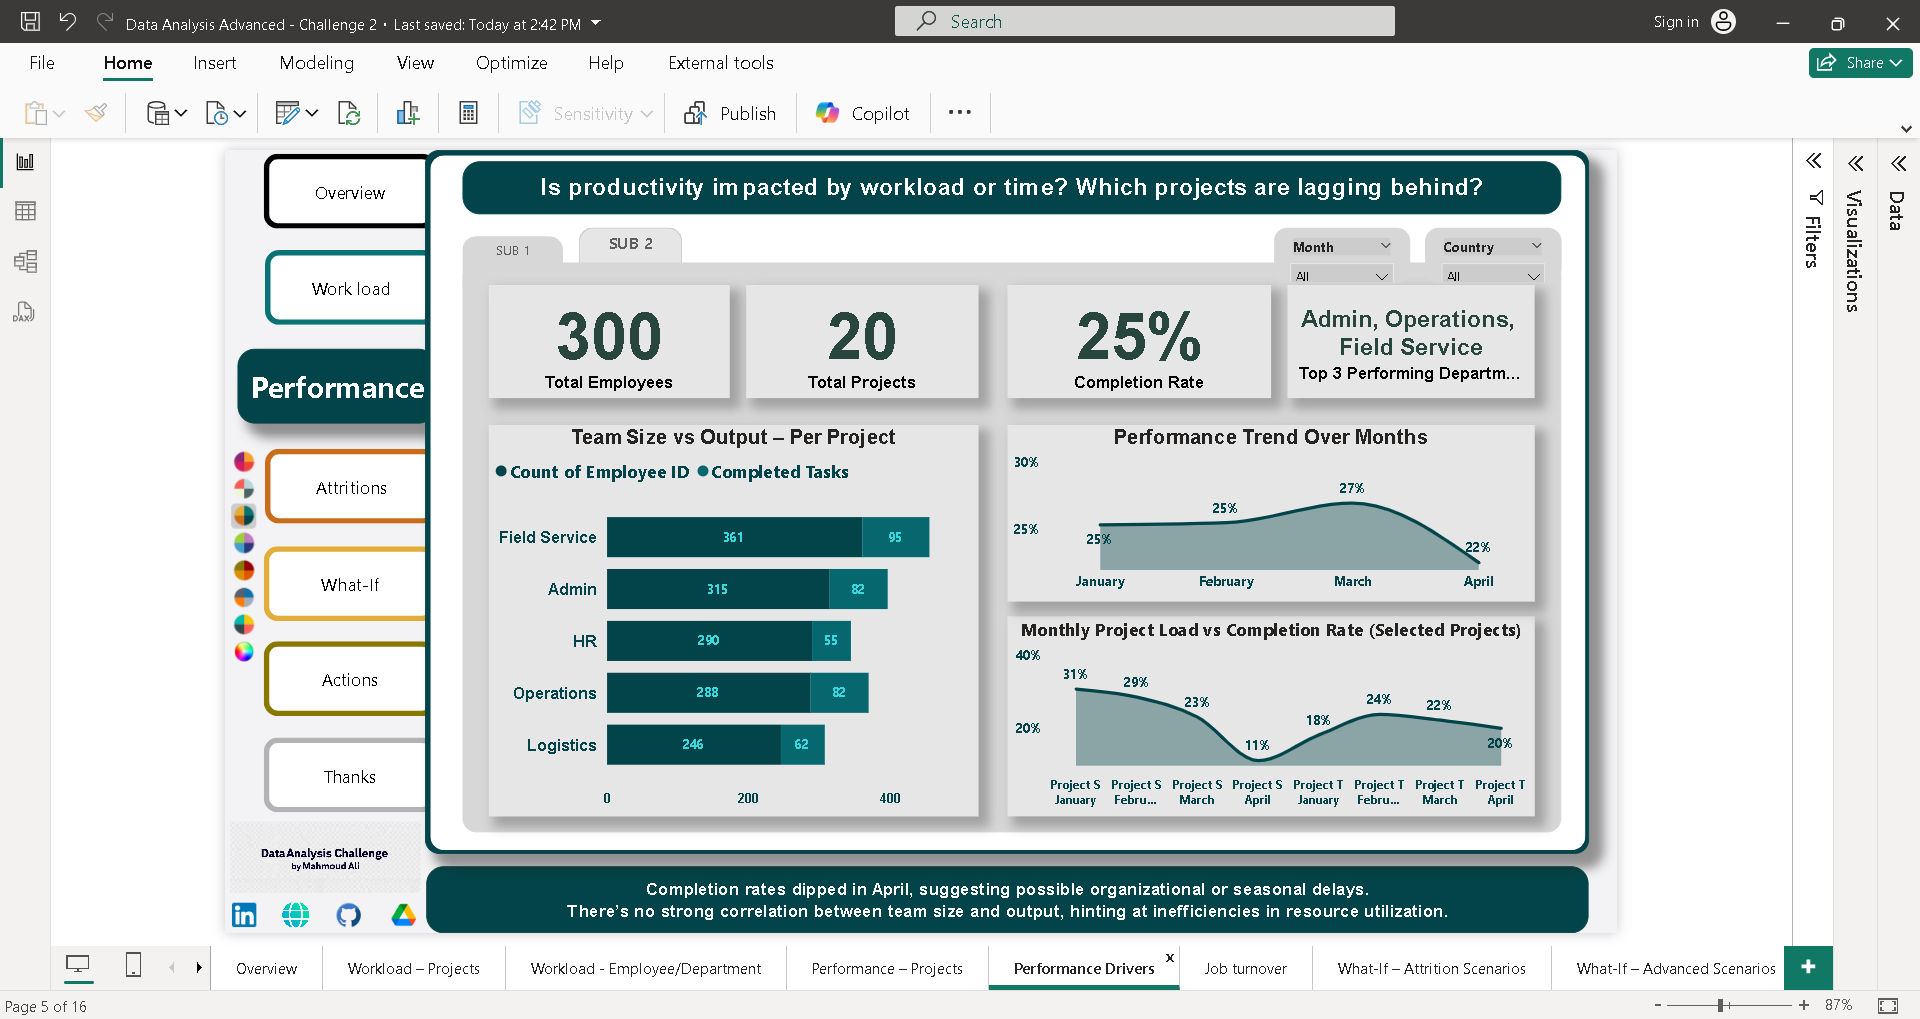 Data Analysis Advanced - Challenge 2 • Last saved: Today at 2:42 PM
Search
Sign in
File
Home
Insert
Modeling
View
Optimize
Help
External tools
Share
Sensitivity
Publish
Copilot
Overview
Work load
Performance
Attritions
What-If
Actions
Thanks
Data Analysis Challenge
by Mahmoud Ali
Is productivity impacted by workload or time? Which projects are lagging behind?
SUB 1
SUB 2
Month
All
Country
All
300
Total Employees
20
Total Projects
25%
Completion Rate
Admin, Operations,
Field Service
Top 3 Performing Departm...
Team Size vs Output – Per Project
Count of Employee ID
Completed Tasks
Field Service
361
95
Admin
315
82
HR
290
55
Operations
288
82
Logistics
246
62
0
200
400
Performance Trend Over Months
30%
25%
25%
25%
27%
22%
January
February
March
April
Monthly Project Load vs Completion Rate (Selected Projects)
40%
20%
31%
29%
23%
11%
18%
24%
22%
20%
Project S
January
Project S
Febru...
Project S
March
Project S
April
Project T
January
Project T
Febru...
Project T
March
Project T
April
Completion rates dipped in April, suggesting possible organizational or seasonal delays.
There's no strong correlation between team size and output, hinting at inefficiencies in resource utilization.
Filters
Visualizations
Data
DAX
Overview
Workload – Projects
Workload - Employee/Department
Performance – Projects
Performance Drivers
x
Job turnover
What-If – Attrition Scenarios
What-If – Advanced Scenarios
Page 5 of 16
87%